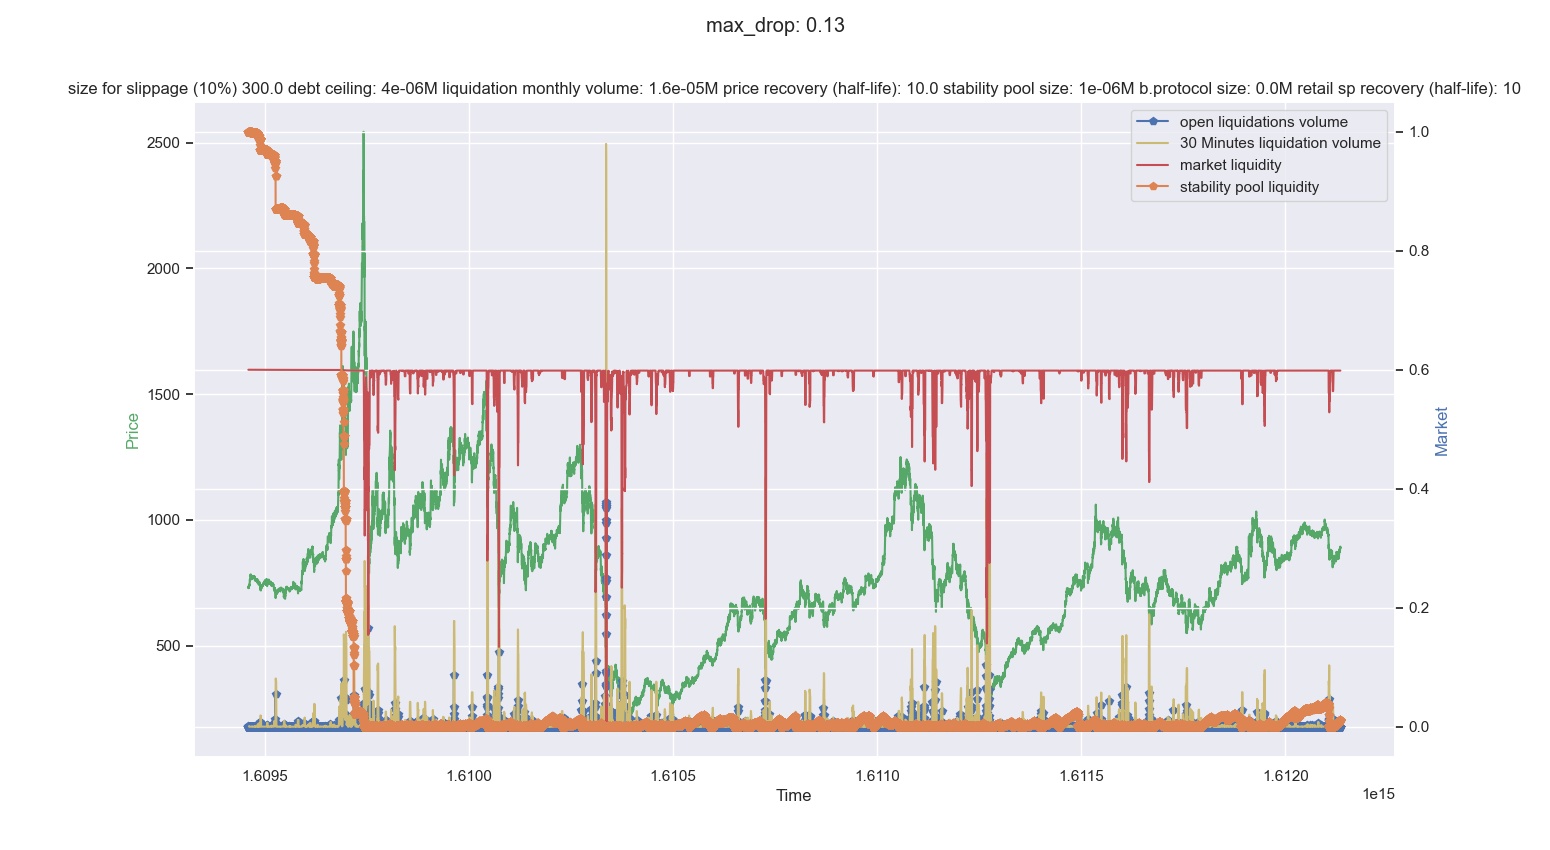 max_drop: 0.13
size for slippage (10%) 300.0 debt ceiling: 4e-06M liquidation monthly volume: 1.6e-05M price recovery (half-life): 10.0 stability pool size: 1e-06M b.protocol size: 0.0M retail sp recovery (half-life): 10
open liquidations volume
30 Minutes liquidation volume
market liquidity
stability pool liquidity
2500
2000
1500
1000
500
Price
1.0
0.8
0.6
0.4
0.2
0.0
Market
1.6095
1.6100
1.6105
1.6110
1.6115
1.6120
Time
1e15